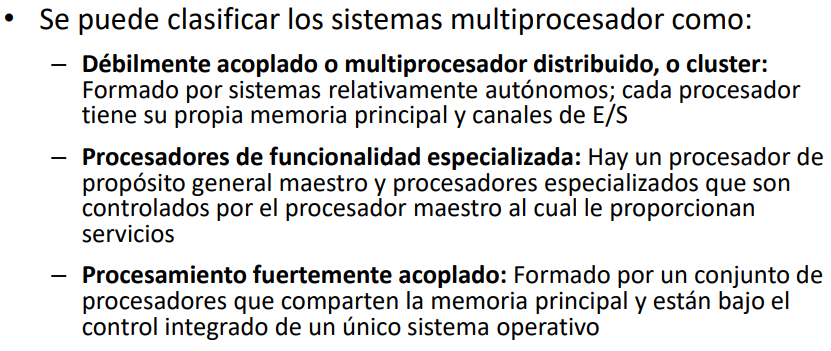 • Se puede clasificar los sistemas multiprocesador como:
– Débilmente acoplado o multiprocesador distribuido, o cluster:
Formado por sistemas relativamente autónomos; cada procesador
tiene su propia memoria principal y canales de E/S
– Procesadores de funcionalidad especializada: Hay un procesador de
propósito general maestro y procesadores especializados que son
controlados por el procesador maestro al cual le proporcionan
servicios
– Procesamiento fuertemente acoplado: Formado por un conjunto de
procesadores que comparten la memoria principal y están bajo el
control integrado de un único sistema operativo